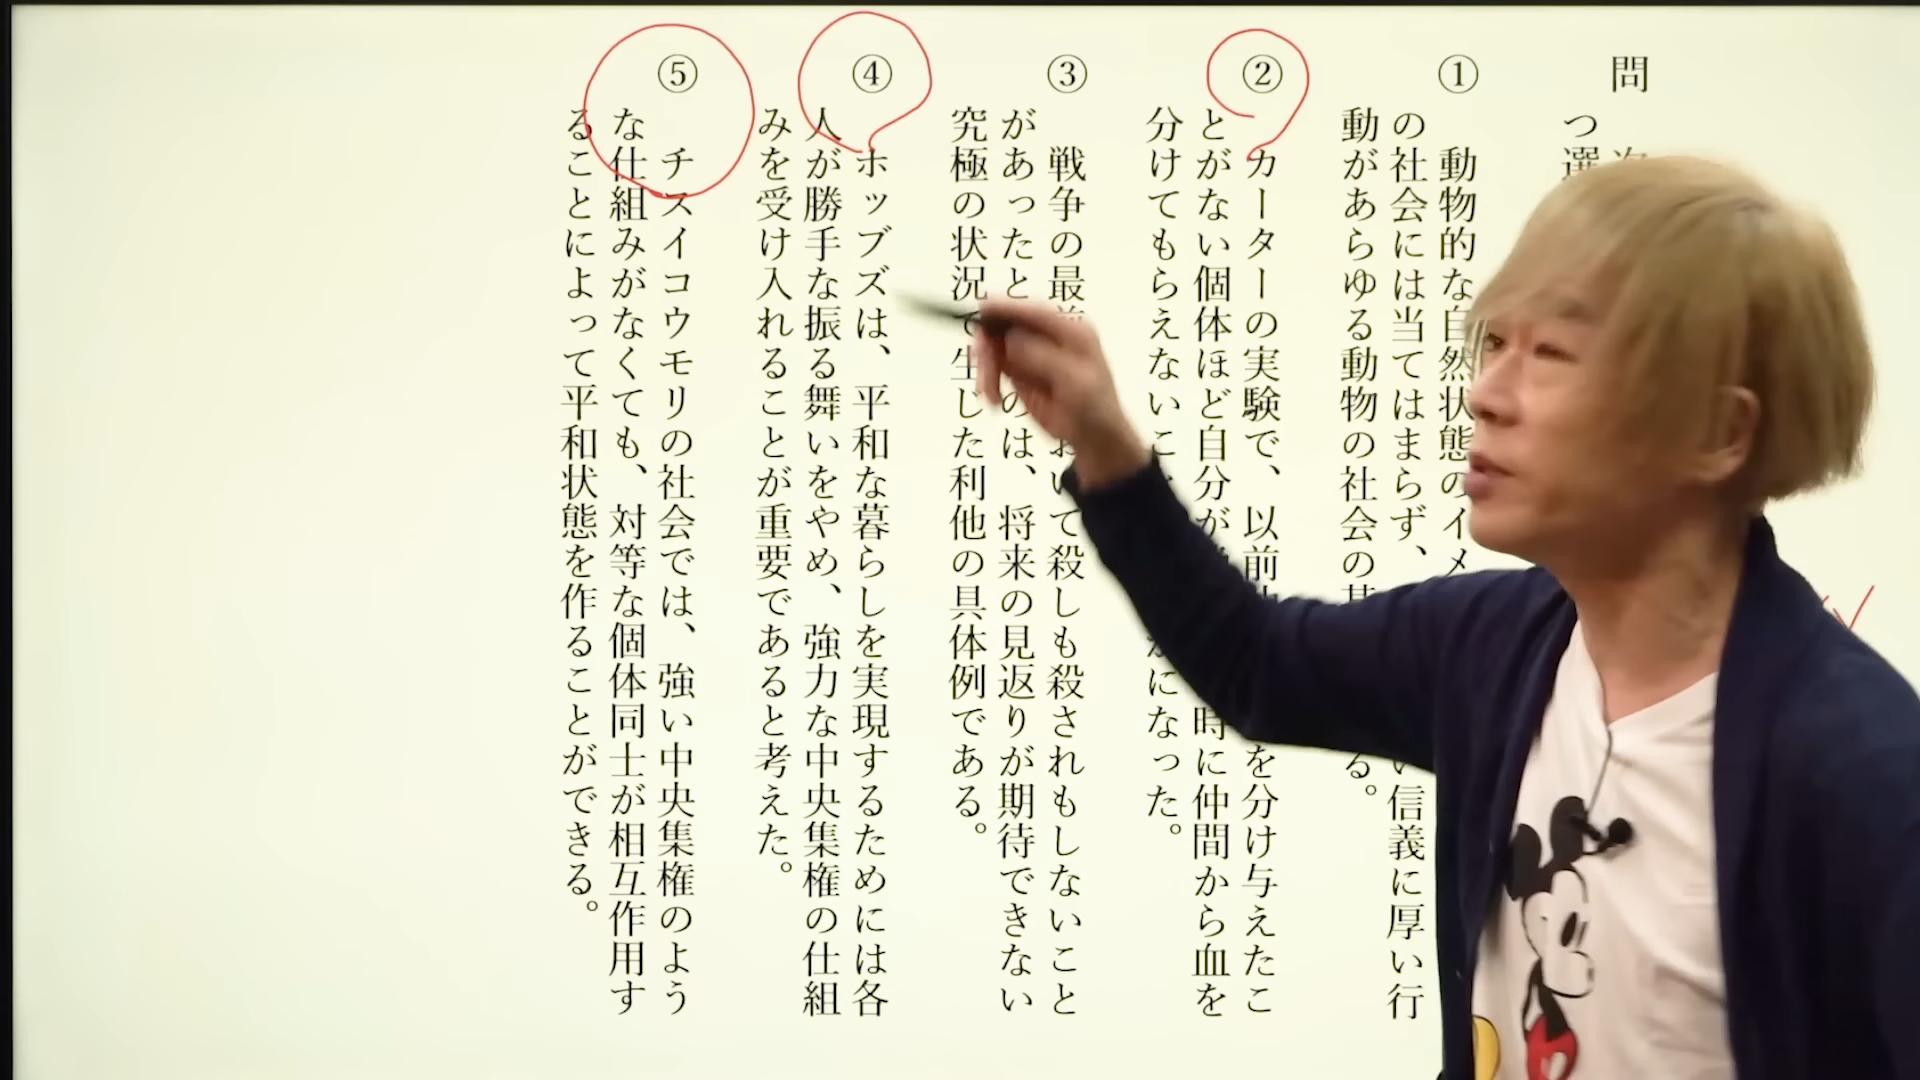 問
つ選
①
動物的な自然状態のイメ
の社会には当てはまらず、い信義に厚い行
動があらゆる動物の社会の基る。
②
カーターの実験で、以前を分け与えたこ
とがない個体ほど自分が時に仲間から血を
分けてもらえないこになった。
③
戦争の最前おいて殺しも殺されもしないこと
があったとのは、将来の見返りが期待できない
究極の状況で生じた利他の具体例である。
④
ホッブズは、平和な暮らしを実現するためには各
人が勝手な振る舞いをやめ、強力な中央集権の仕組
みを受け入れることが重要であると考えた。
⑤
チスイコウモリの社会では、強い中央集権のよう
な仕組みがなくても、対等な個体同士が相互作用す
ることによって平和状態を作ることができる。